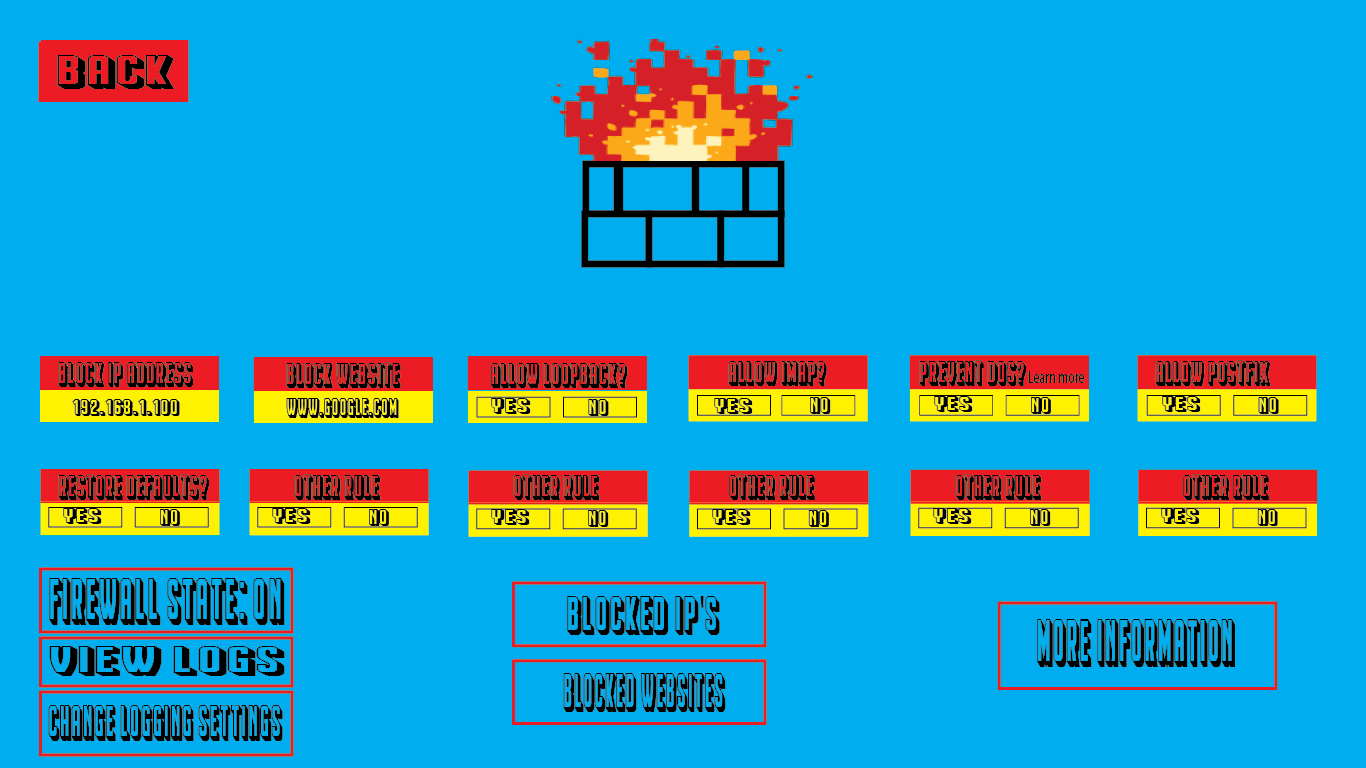 BACK
BLOCK IP ADDRESS
192.168.1.100
BLOCK WEBSITE
WWW.GOOGLE.COM
ALLOW LOOPBACK?
YES NO
ALLOW IMAP?
YES NO
PREVENT DOS? Learn more
YES NO
ALLOW POSTFIX
YES NO
RESTORE DEFAULTS?
YES NO
OTHER RULE
YES NO
OTHER RULE
YES NO
OTHER RULE
YES NO
OTHER RULE
YES NO
OTHER RULE
YES NO
FIREWALL STATE: ON
VIEW LOGS
CHANGE LOGGING SETTINGS
BLOCKED IP'S
BLOCKED WEBSITES
MORE INFORMATION